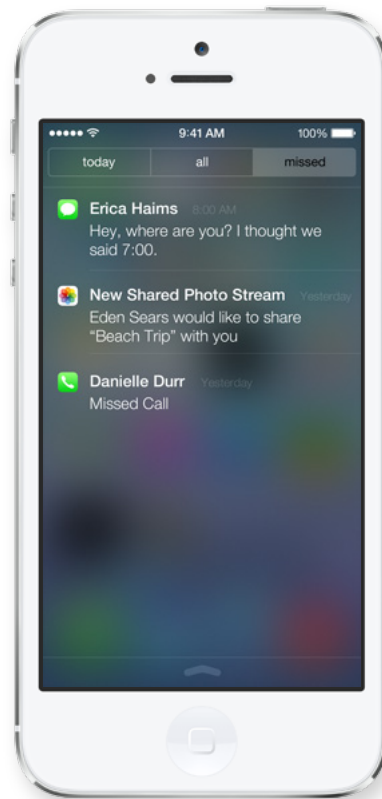 9:41 AM 100%
today all missed
Erica Haims 8:00 AM
Hey, where are you? I thought we
said 7:00.
New Shared Photo Stream Yesterday
Eden Sears would like to share
“Beach Trip” with you
Danielle Durr Yesterday
Missed Call